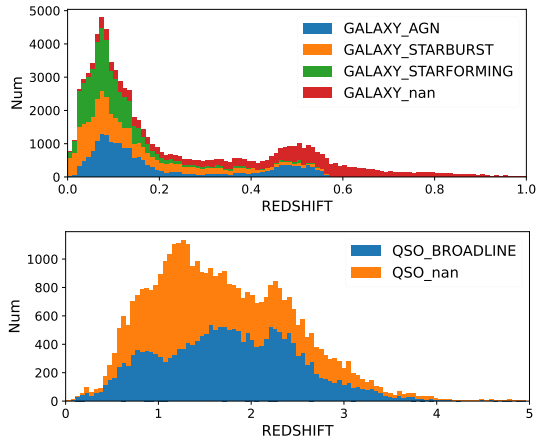 5000
4000
3000
2000
1000
0
Num
GALAXY_AGN
GALAXY_STARBURST
GALAXY_STARFORMING
GALAXY_nan
0.0 0.2 0.4 0.6 0.8 1.0
REDSHIFT
1000
800
600
400
200
0
Num
QSO_BROADLINE
QSO_nan
0 1 2 3 4 5
REDSHIFT